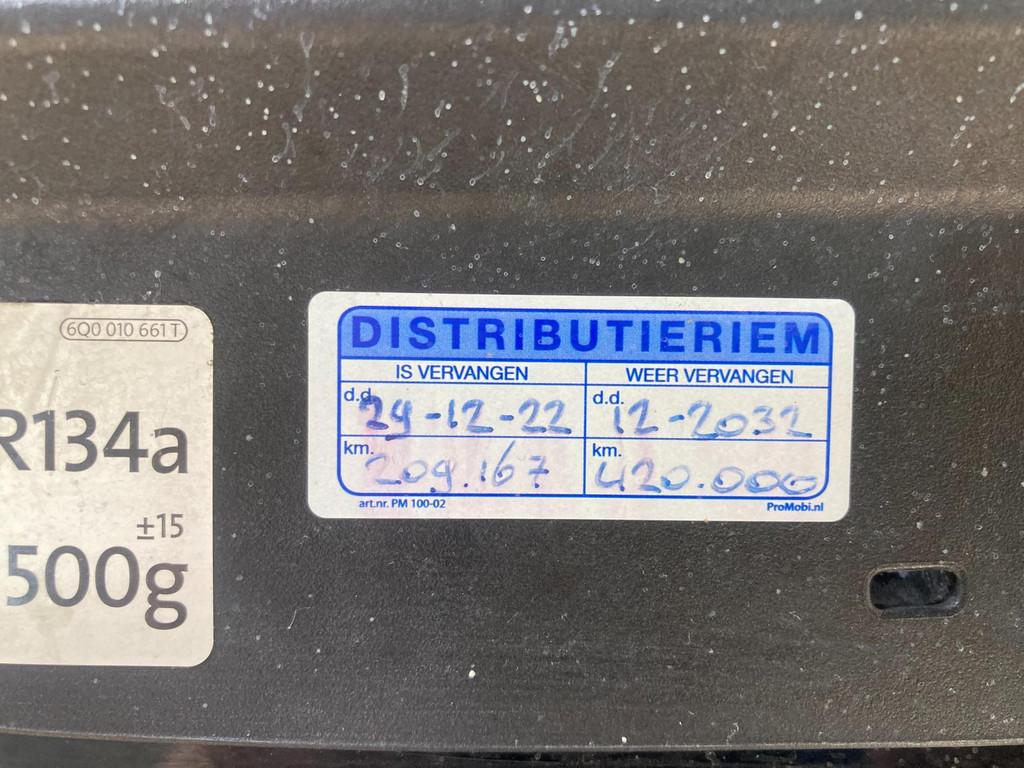 6Q0 010 661 T
R134a
±15
500g
DISTRIBUTIERIEM
IS VERVANGEN
WEER VERVANGEN
d.d. 29-12-22
d.d. 12-2032
km. 209.167
km. 420.000
art.nr. PM 100-02
ProMobi.nl